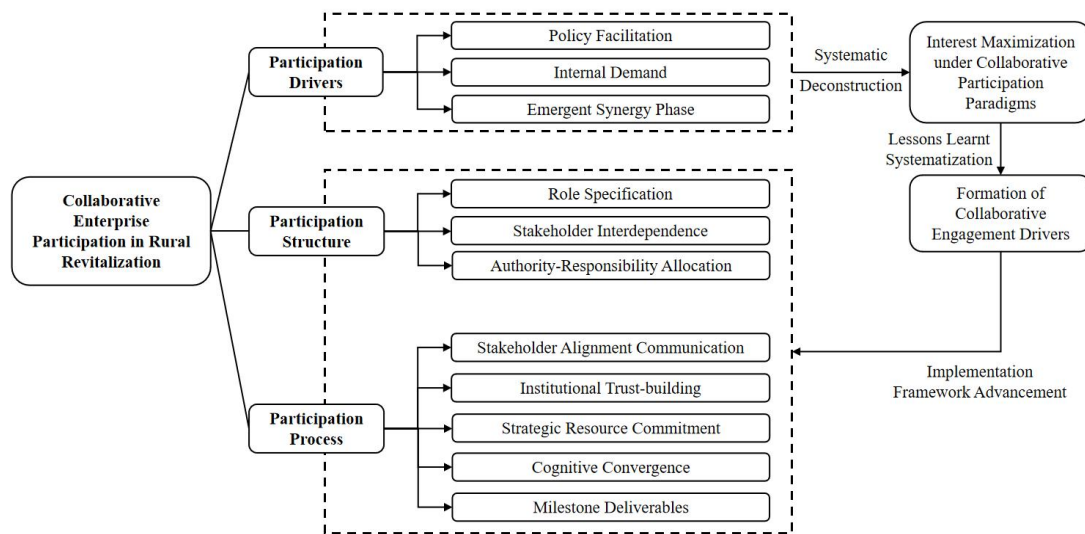 Collaborative
Enterprise
Participation in Rural
Revitalization
Participation
Drivers
Policy Facilitation
Internal Demand
Emergent Synergy Phase
Participation
Structure
Role Specification
Stakeholder Interdependence
Authority-Responsibility Allocation
Participation
Process
Stakeholder Alignment Communication
Institutional Trust-building
Strategic Resource Commitment
Cognitive Convergence
Milestone Deliverables
Systematic
Deconstruction
Interest Maximization
under Collaborative
Participation
Paradigms
Lessons Learnt
Systematization
Formation of
Collaborative
Engagement Drivers
Implementation
Framework Advancement